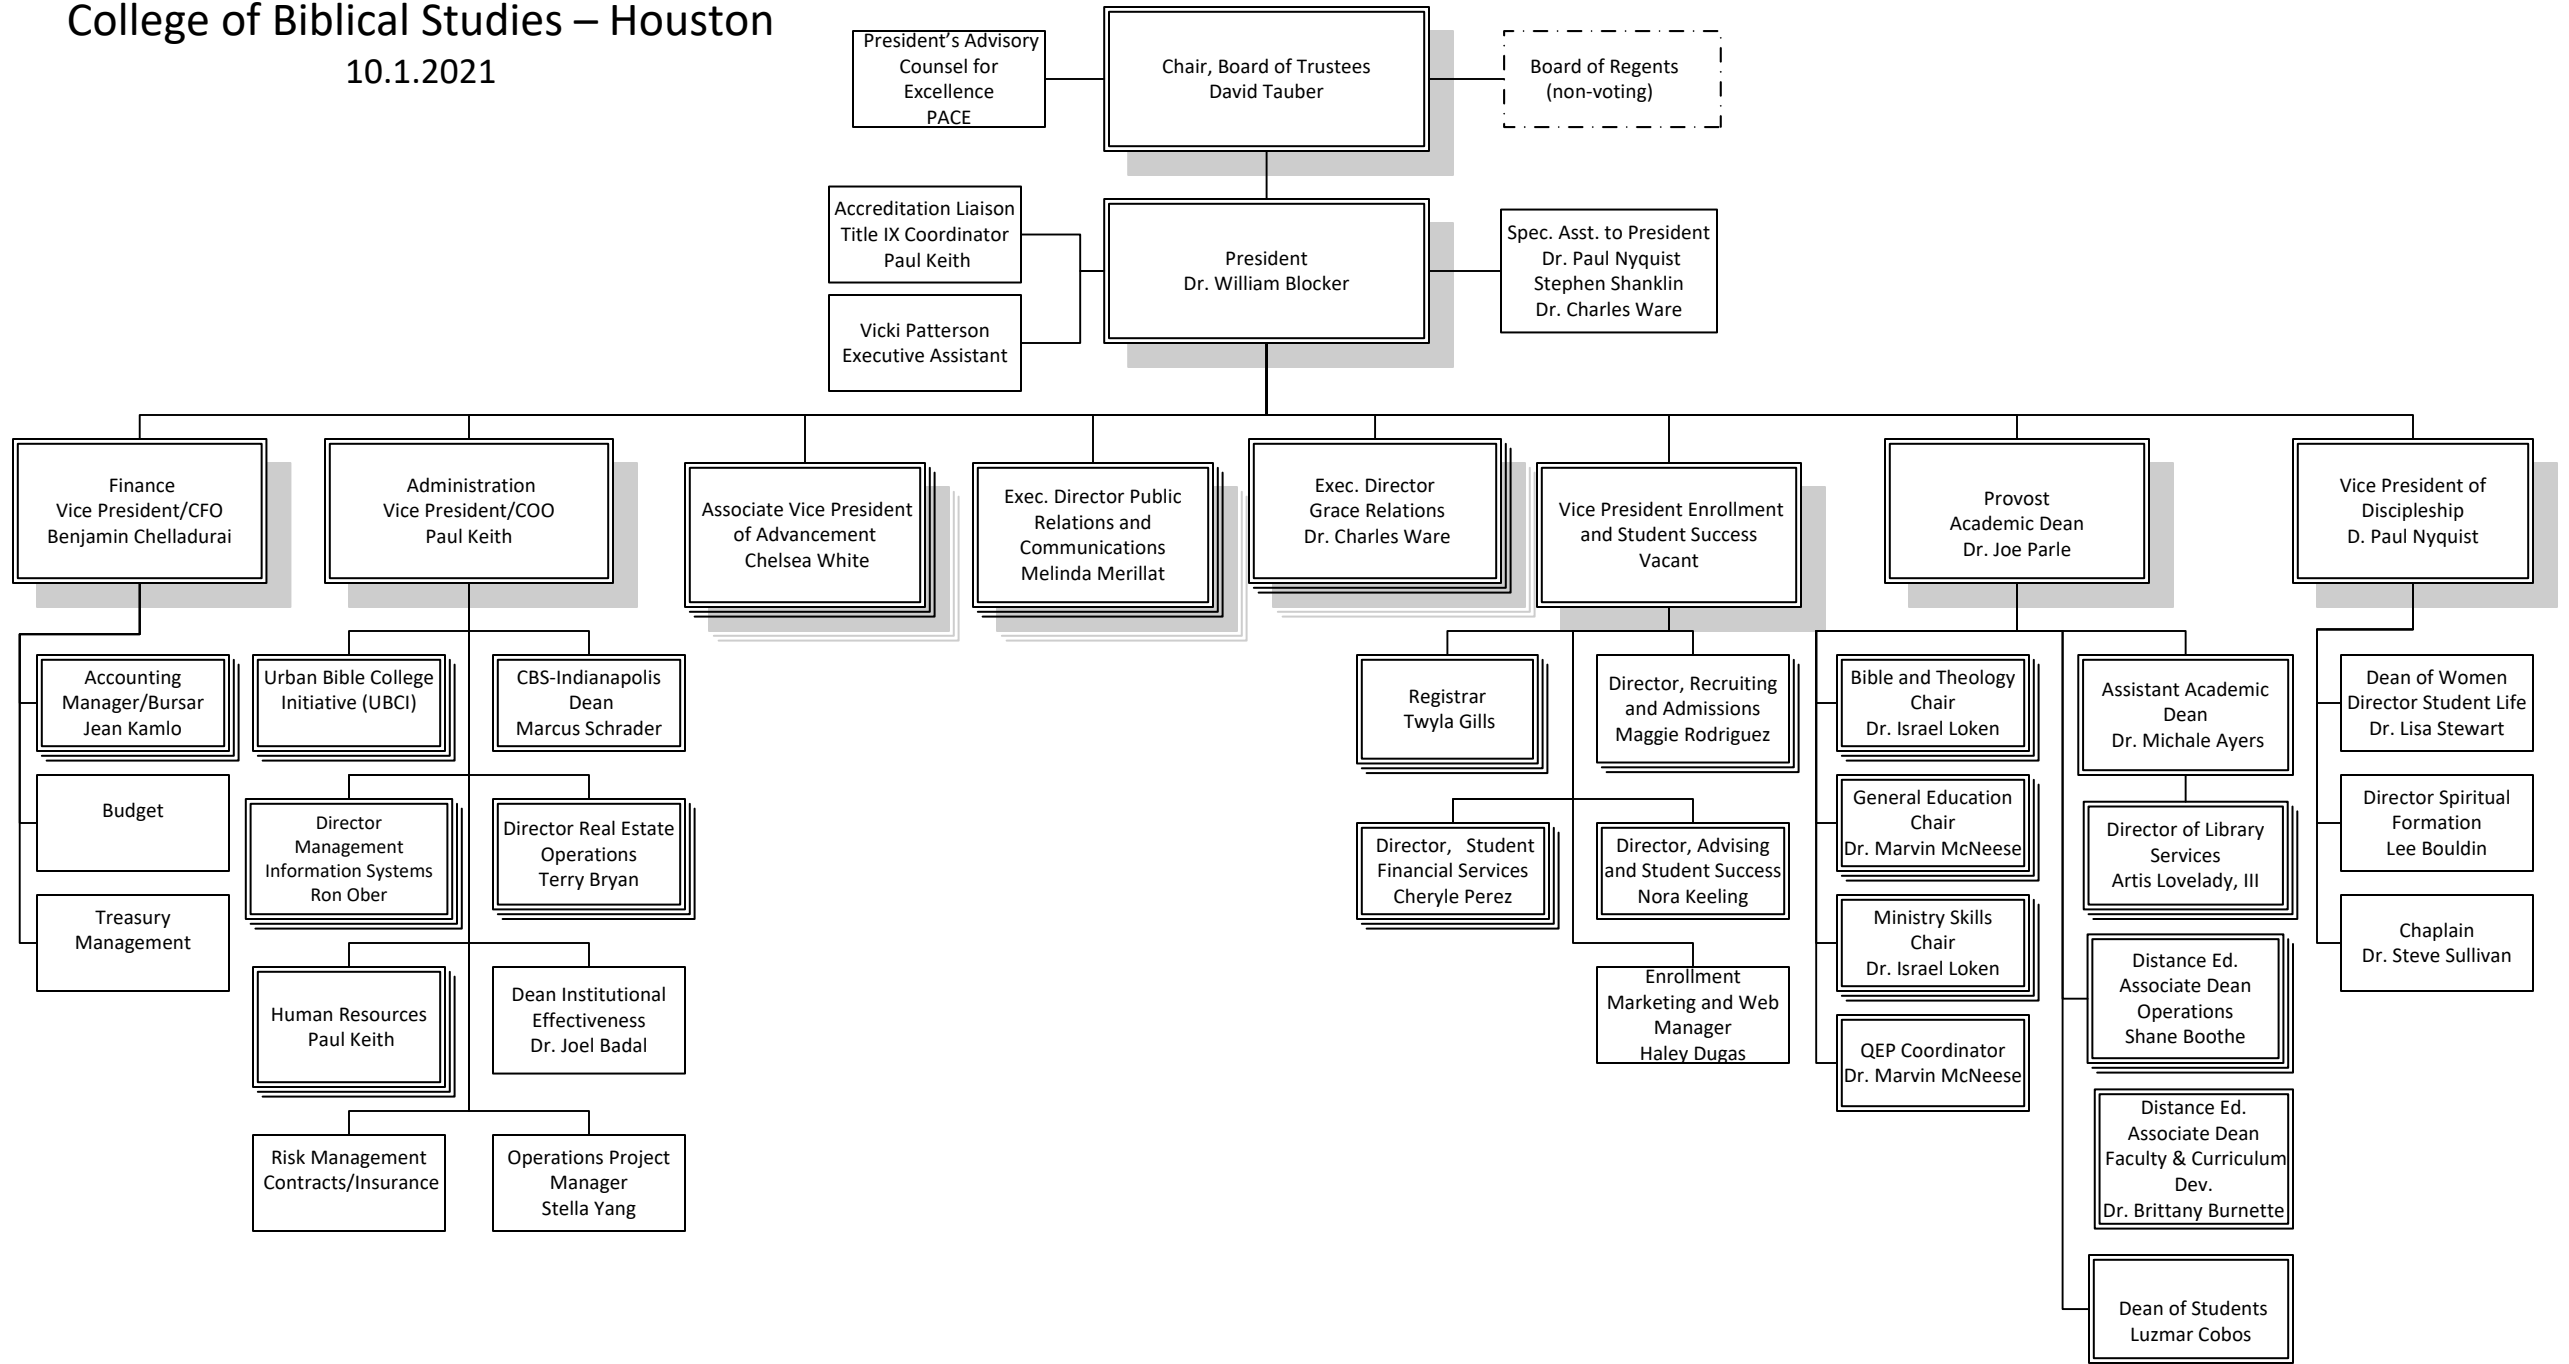 College of Biblical Studies – Houston
10.1.2021
President’s Advisory
Counsel for
Excellence
PACE
Chair, Board of Trustees
David Tauber
Board of Regents
(non-voting)
Accreditation Liaison
Title IX Coordinator
Paul Keith
Vicki Patterson
Executive Assistant
President
Dr. William Blocker
Spec. Asst. to President
Dr. Paul Nyquist
Stephen Shanklin
Dr. Charles Ware
Finance
Vice President/CFO
Benjamin Chelladurai
Administration
Vice President/COO
Paul Keith
Associate Vice President
of Advancement
Chelsea White
Exec. Director Public
Relations and
Communications
Melinda Merillat
Exec. Director
Grace Relations
Dr. Charles Ware
Vice President Enrollment
and Student Success
Vacant
Provost
Academic Dean
Dr. Joe Parle
Vice President of
Discipleship
D. Paul Nyquist
Accounting
Manager/Bursar
Jean Kamlo
Budget
Treasury
Management
Urban Bible College
Initiative (UBCI)
CBS-Indianapolis
Dean
Marcus Schrader
Director
Management
Information Systems
Ron Ober
Director Real Estate
Operations
Terry Bryan
Human Resources
Paul Keith
Dean Institutional
Effectiveness
Dr. Joel Badal
Risk Management
Contracts/Insurance
Operations Project
Manager
Stella Yang
Registrar
Twyla Gills
Director, Recruiting
and Admissions
Maggie Rodriguez
Director, Student
Financial Services
Cheryle Perez
Director, Advising
and Student Success
Nora Keeling
Enrollment
Marketing and Web
Manager
Haley Dugas
Bible and Theology
Chair
Dr. Israel Loken
General Education
Chair
Dr. Marvin McNeese
Ministry Skills
Chair
Dr. Israel Loken
QEP Coordinator
Dr. Marvin McNeese
Assistant Academic
Dean
Dr. Michale Ayers
Director of Library
Services
Artis Lovelady, III
Distance Ed.
Associate Dean
Operations
Shane Boothe
Distance Ed.
Associate Dean
Faculty & Curriculum
Dev.
Dr. Brittany Burnette
Dean of Students
Luzmar Cobos
Dean of Women
Director Student Life
Dr. Lisa Stewart
Director Spiritual
Formation
Lee Bouldin
Chaplain
Dr. Steve Sullivan